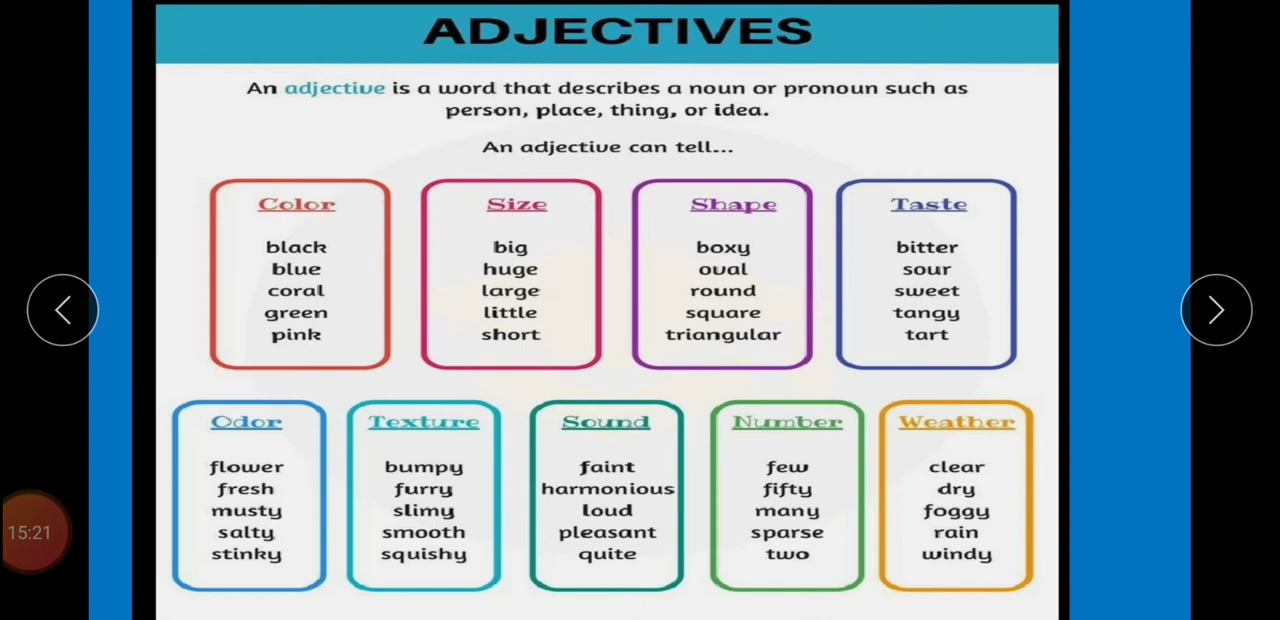 ADJECTIVES
An adjective is a word that describes a noun or pronoun such as
person, place, thing, or idea.
An adjective can tell...
Color
black
blue
coral
green
pink
Size
big
huge
large
little
short
Shape
boxy
oval
round
square
triangular
Taste
bitter
sour
sweet
tangy
tart
Odor
flower
fresh
musty
salty
stinky
Texture
bumpy
furry
slimy
smooth
squishy
Sound
faint
harmonious
loud
pleasant
quite
Number
few
fifty
many
sparse
two
Weather
clear
dry
foggy
rain
windy
15:21